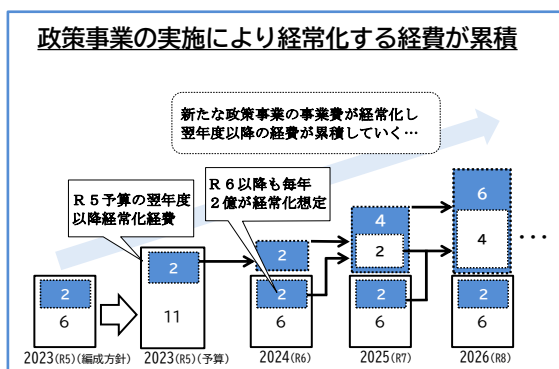 政策事業の実施により経常化する経費が累積
新たな政策事業の事業費が経常化し
翌年度以降の経費が累積していく…
R5予算の翌年度
以降経常化経費
R6以降も毎年
2億が経常化想定
2
6
2
11
2
2
6
4
2
2
6
6
4
2
6
…
2023(R5)(編成方針)
2023(R5)(予算)
2024(R6)
2025(R7)
2026(R8)